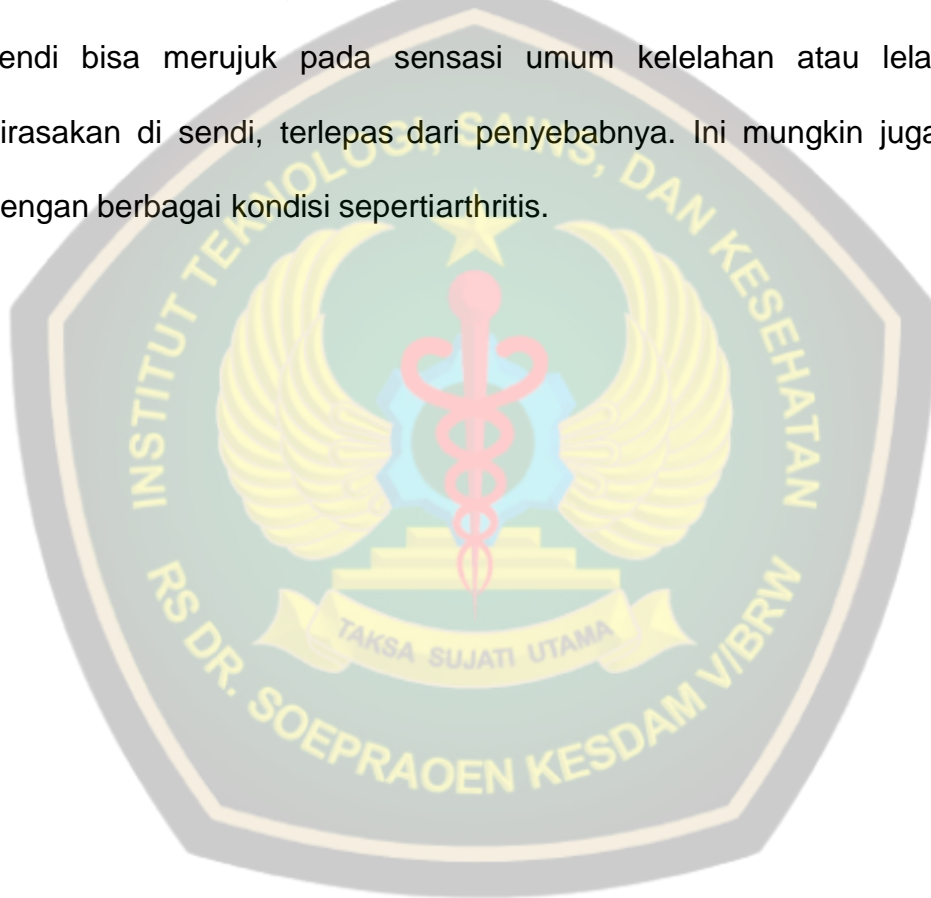 endi bisa merujuk pada sensasi umum kelelahan atau lela
irasakan di sendi, terlepas dari penyebabnya. Ini mungkin juga
engan berbagai kondisi sepertiarthritis.
INSTITUT TEKNOLOGI, SAINS, DAN KESEHATAN
TAKSA SUJATI UTAMA
RS DR. SOEPRAOEN KESDAM V/BRW